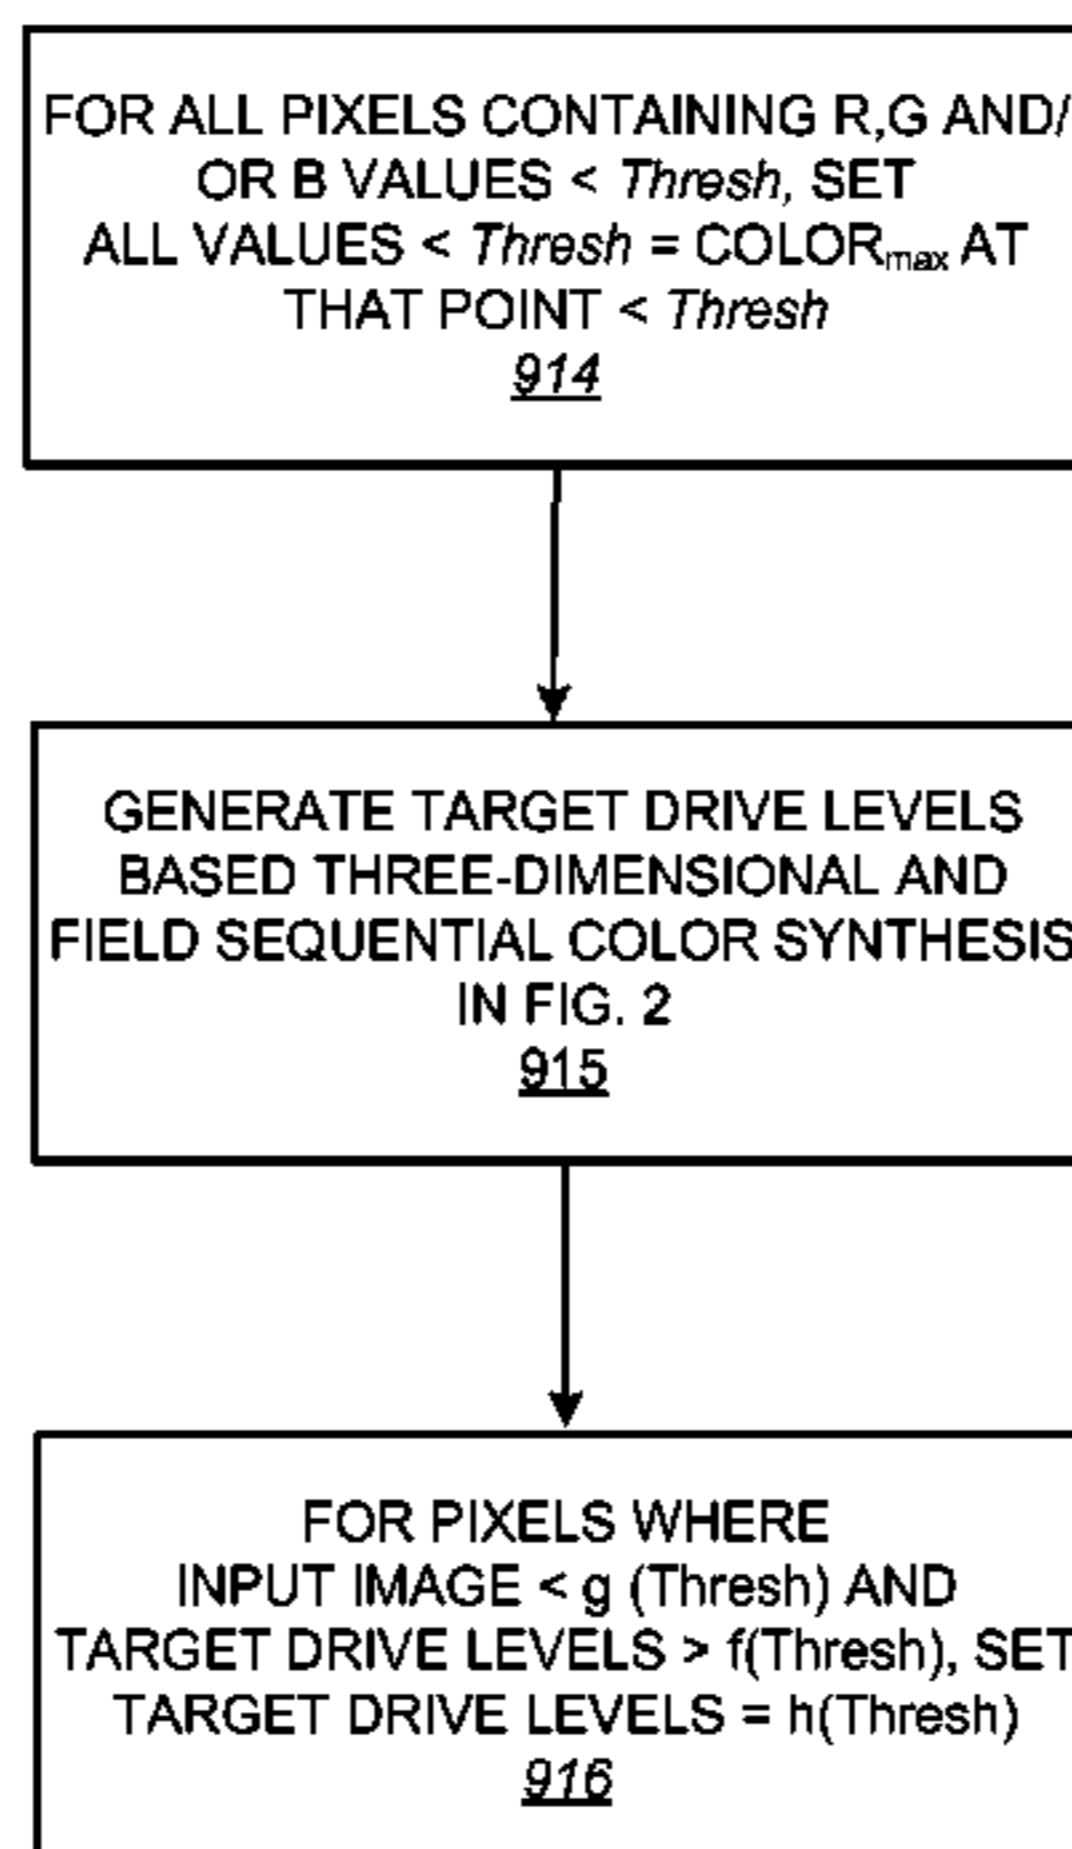 FOR ALL PIXELS CONTAINING R,G AND/
OR B VALUES < Thresh, SET
ALL VALUES < Thresh = COLORmax AT
THAT POINT < Thresh
914
GENERATE TARGET DRIVE LEVELS
BASED THREE-DIMENSIONAL AND
FIELD SEQUENTIAL COLOR SYNTHESIS
IN FIG. 2
915
FOR PIXELS WHERE
INPUT IMAGE < g (Thresh) AND
TARGET DRIVE LEVELS > f(Thresh), SET
TARGET DRIVE LEVELS = h(Thresh)
916